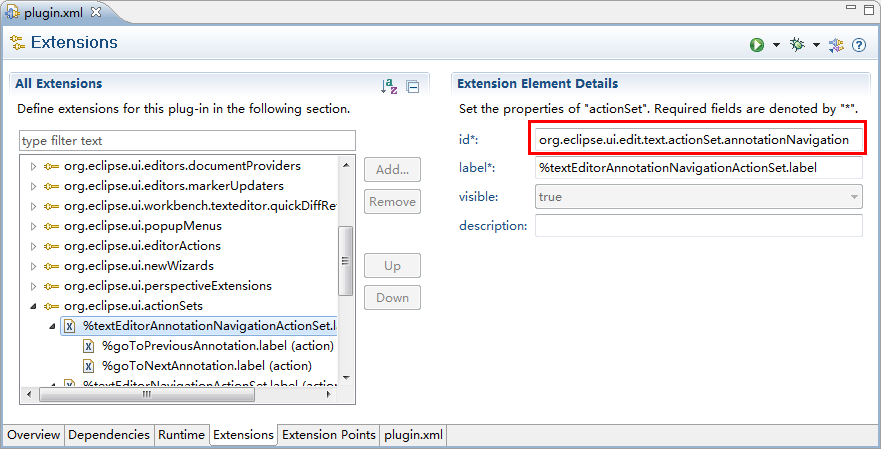 plugin.xml
Extensions
All Extensions
Define extensions for this plug-in in the following section.
type filter text
org.eclipse.ui.editors.documentProviders
org.eclipse.ui.editors.markerUpdaters
org.eclipse.ui.workbench.texteditor.quickDiffRe
org.eclipse.ui.popupMenus
org.eclipse.ui.editorActions
org.eclipse.ui.newWizards
org.eclipse.ui.perspectiveExtensions
org.eclipse.ui.actionSets
%textEditorAnnotationNavigationActionSet.la
%goToPreviousAnnotation.label (action)
%goToNextAnnotation.label (action)
%textEditorNavigationActionSet.label (action
Add...
Remove
Up
Down
Extension Element Details
Set the properties of "actionSet". Required fields are denoted by "*".
id*: org.eclipse.ui.edit.text.actionSet.annotationNavigation
label*: %textEditorAnnotationNavigationActionSet.label
visible: true
description:
Overview Dependencies Runtime Extensions Extension Points plugin.xml